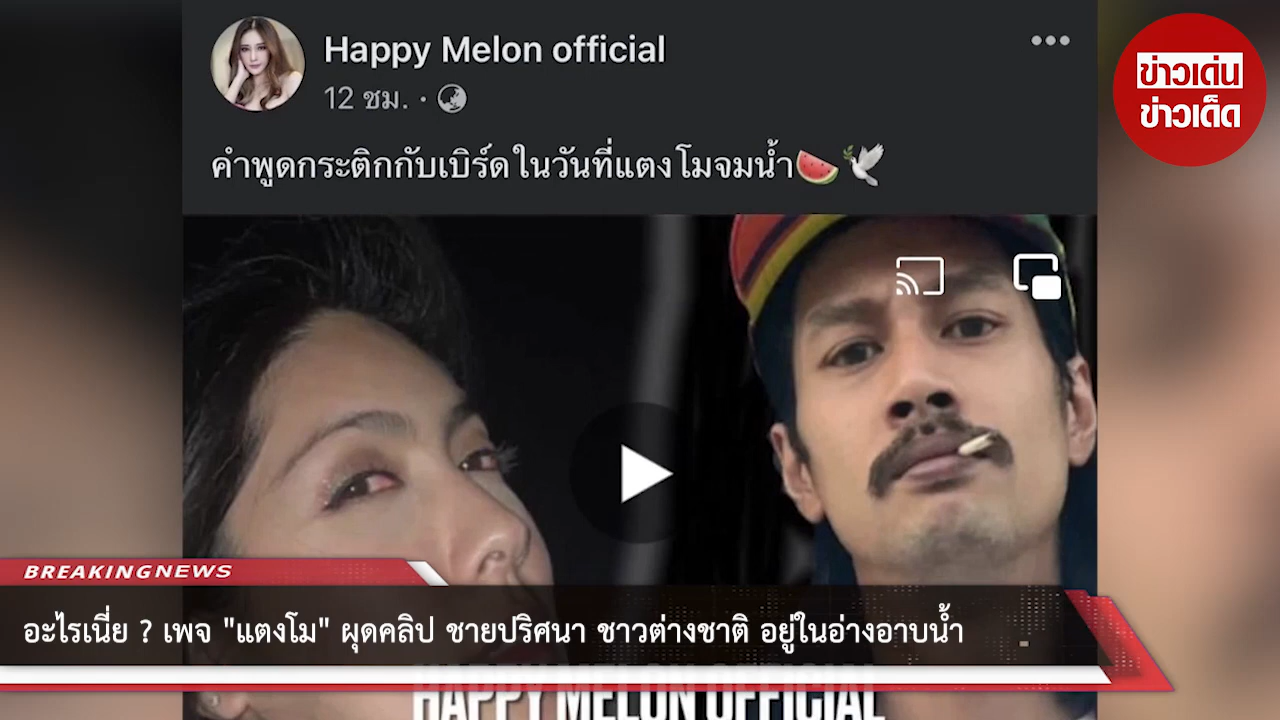 Happy Melon official
12 ชม. ·
คำพูดกระติกกับเบิร์ดในวันที่แตงโมจมน้ำ🍉🕊️
ข่าวเด่น
ข่าวเด็ด
BREAKING NEWS
อะไรเนี่ย ? เพจ "แตงโม" ผุดคลิป ชายปริศนา ชาวต่างชาติ อยู่ในอ่างอาบน้ำ
HAPPY MELON OFFICIAL